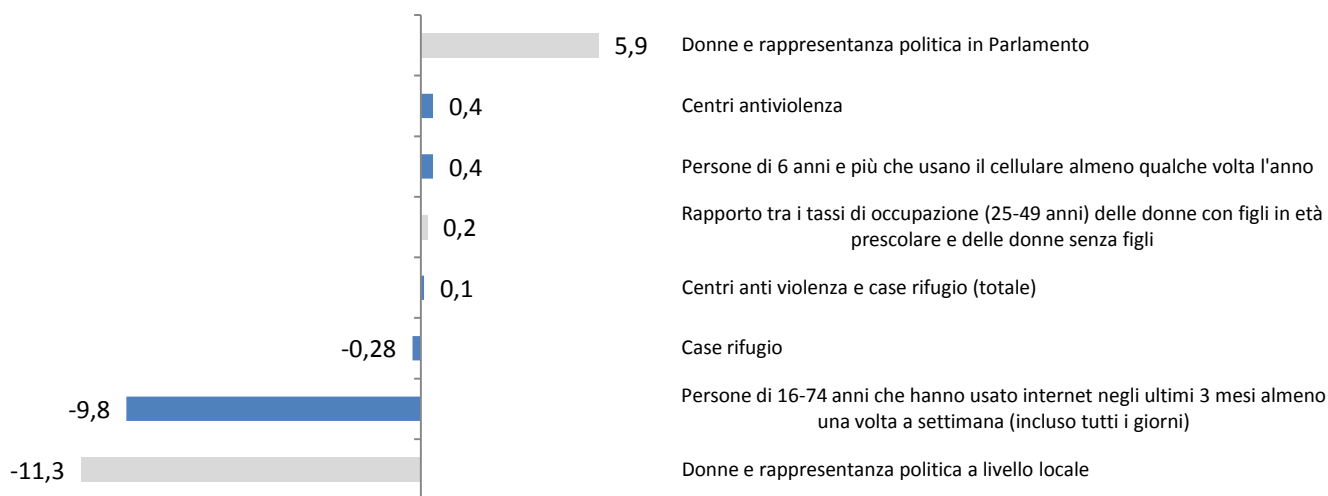 5,9 Donne e rappresentanza politica in Parlamento
0,4 Centri antiviolenza
0,4 Persone di 6 anni e più che usano il cellulare almeno qualche volta l'anno
0,2 Rapporto tra i tassi di occupazione (25-49 anni) delle donne con figli in età
prescolare e delle donne senza figli
0,1 Centri anti violenza e case rifugio (totale)
-0,28 Case rifugio
-9,8 Persone di 16-74 anni che hanno usato internet negli ultimi 3 mesi almeno
una volta a settimana (incluso tutti i giorni)
-11,3 Donne e rappresentanza politica a livello locale